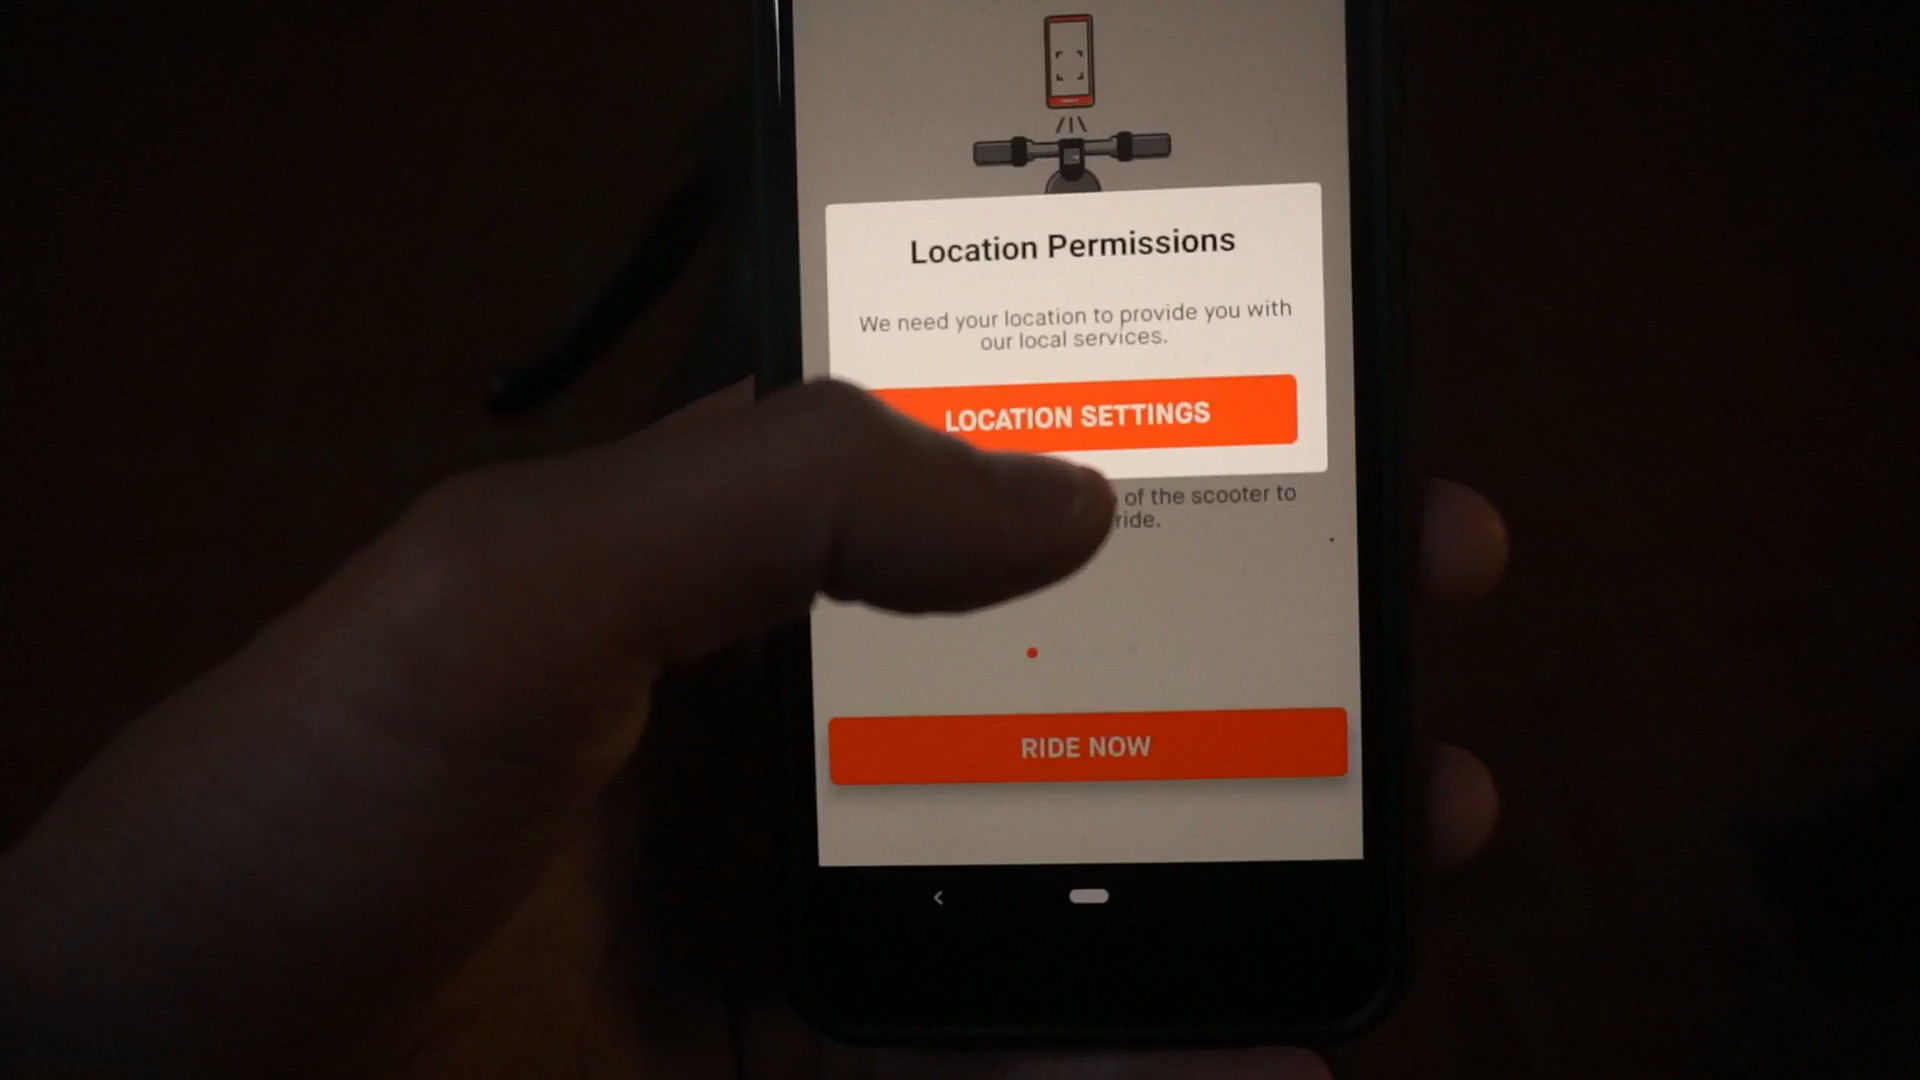 Location Permissions
We need your location to provide you with
our local services.
LOCATION SETTINGS
of the scooter to
ride.
RIDE NOW